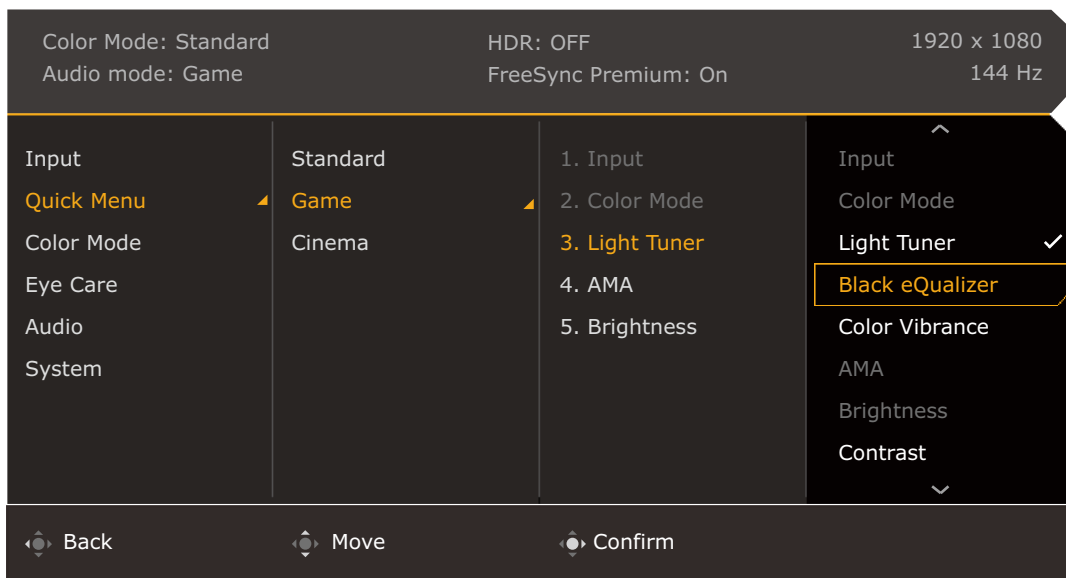 Color Mode: Standard
HDR: OFF
1920 x 1080
Audio mode: Game
FreeSync Premium: On
144 Hz
Input
Quick Menu
Color Mode
Eye Care
Audio
System
Standard
Game
Cinema
1. Input
2. Color Mode
3. Light Tuner
4. AMA
5. Brightness
Input
Color Mode
Light Tuner
Black eQualizer
Color Vibrance
AMA
Brightness
Contrast
Back
Move
Confirm